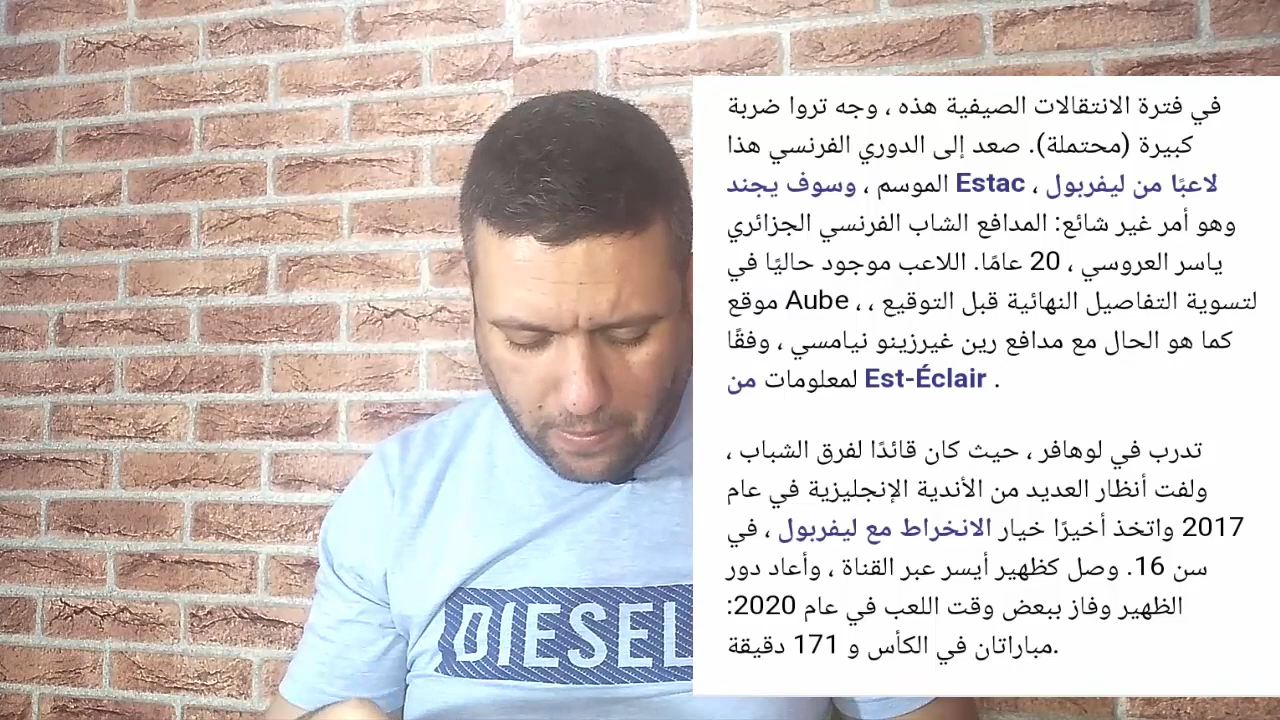 في فترة الانتقالات الصيفية هذه ، وجه تروا ضربة
كبيرة (محتملة). صعد إلى الدوري الفرنسي هذا
لاعبًا من ليفربول ، Estac الموسم ، وسوف يجند
وهو أمر غير شائع: المدافع الشاب الفرنسي الجزائري
ياسر العروسي ، 20 عامًا. اللاعب موجود حاليًا في
لتسوية التفاصيل النهائية قبل التوقيع ، ، Aube موقع
كما هو الحال مع مدافع رين غيرزينو نيامسي ، وفقًا
. Est-Éclair لمعلومات من
تدرب في لوهافر ، حيث كان قائدًا لفرق الشباب ،
ولفت أنظار العديد من الأندية الإنجليزية في عام
2017 واتخذ أخيرًا خيار الانخراط مع ليفربول ، في
سن 16. وصل كظهير أيسر عبر القناة ، وأعاد دور
الظهير وفاز ببعض وقت اللعب في عام 2020:
مباراتان في الكأس و 171 دقيقة.
DIESEL